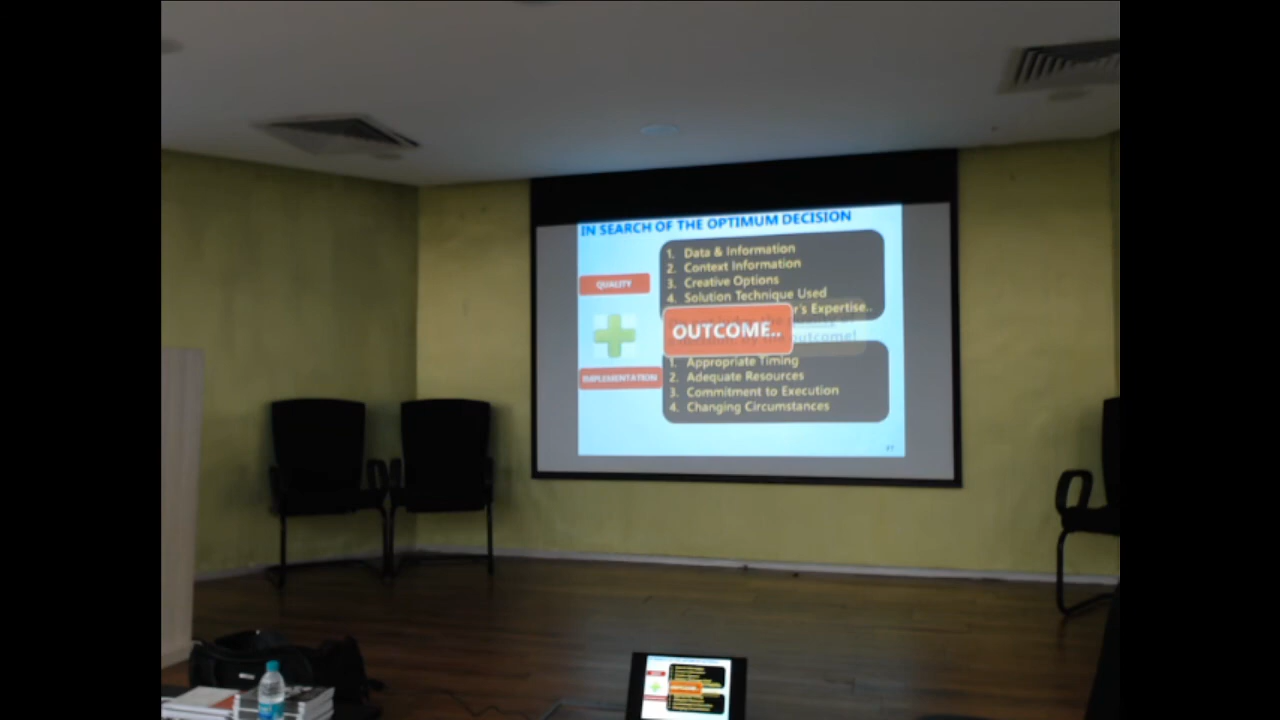 IN SEARCH OF THE OPTIMUM DECISION
1. Data & Information
2. Context Information
3. Creative Options
4. Solution Technique Used
r's Expertise..
QUALITY
OUTCOME..
outcome!
IMPLEMENTATION
1. Appropriate Timing
2. Adequate Resources
3. Commitment to Execution
4. Changing Circumstances